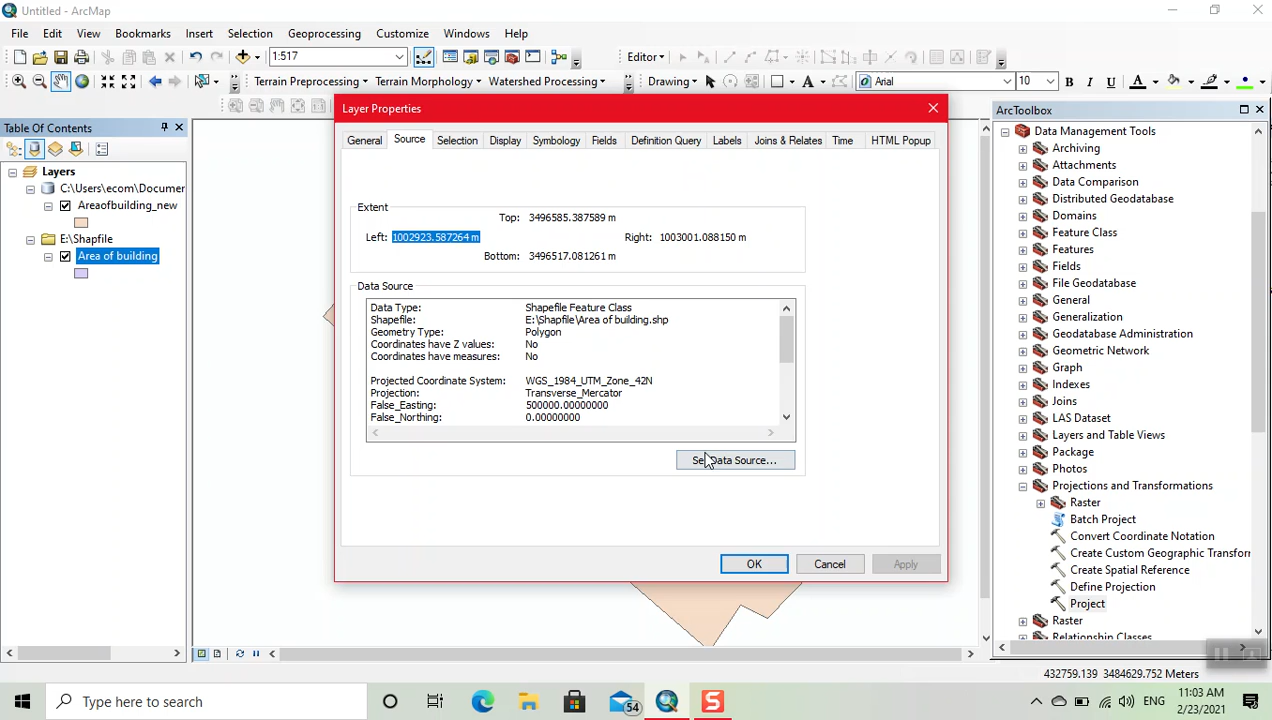 Untitled - ArcMap
File Edit View Bookmarks Insert Selection Geoprocessing Customize Windows Help
1:517 Editor
Terrain Preprocessing Terrain Morphology Watershed Processing Drawing Arial 10 B I U A
Table Of Contents
Layers
C:\Users\ecom\Documer
Areaofbuilding_new
E:\Shapfile
Area of building
Layer Properties
General Source Selection Display Symbology Fields Definition Query Labels Joins & Relates Time HTML Popup
Extent
Top: 3496585.387589 m
Left: 1002923.587264 m Right: 1003001.088150 m
Bottom: 3496517.081261 m
Data Source
Data Type: Shapefile Feature Class
Shapefile: E:\Shapfile\Area of building.shp
Geometry Type: Polygon
Coordinates have Z values: No
Coordinates have measures: No
Projected Coordinate System: WGS_1984_UTM_Zone_42N
Projection: Transverse_Mercator
False_Easting: 500000.00000000
False_Northing: 0.00000000
Data Source...
OK Cancel Apply
ArcToolbox
Data Management Tools
Archiving
Attachments
Data Comparison
Distributed Geodatabase
Domains
Feature Class
Features
Fields
File Geodatabase
General
Generalization
Geodatabase Administration
Geometric Network
Graph
Indexes
Joins
LAS Dataset
Layers and Table Views
Package
Photos
Projections and Transformations
Raster
Batch Project
Convert Coordinate Notation
Create Custom Geographic Transfor
Create Spatial Reference
Define Projection
Project
Raster
Relationship Classes
432759.139 3484629.752 Meters
Type here to search
54
S
ENG
11:03 AM
2/23/2021